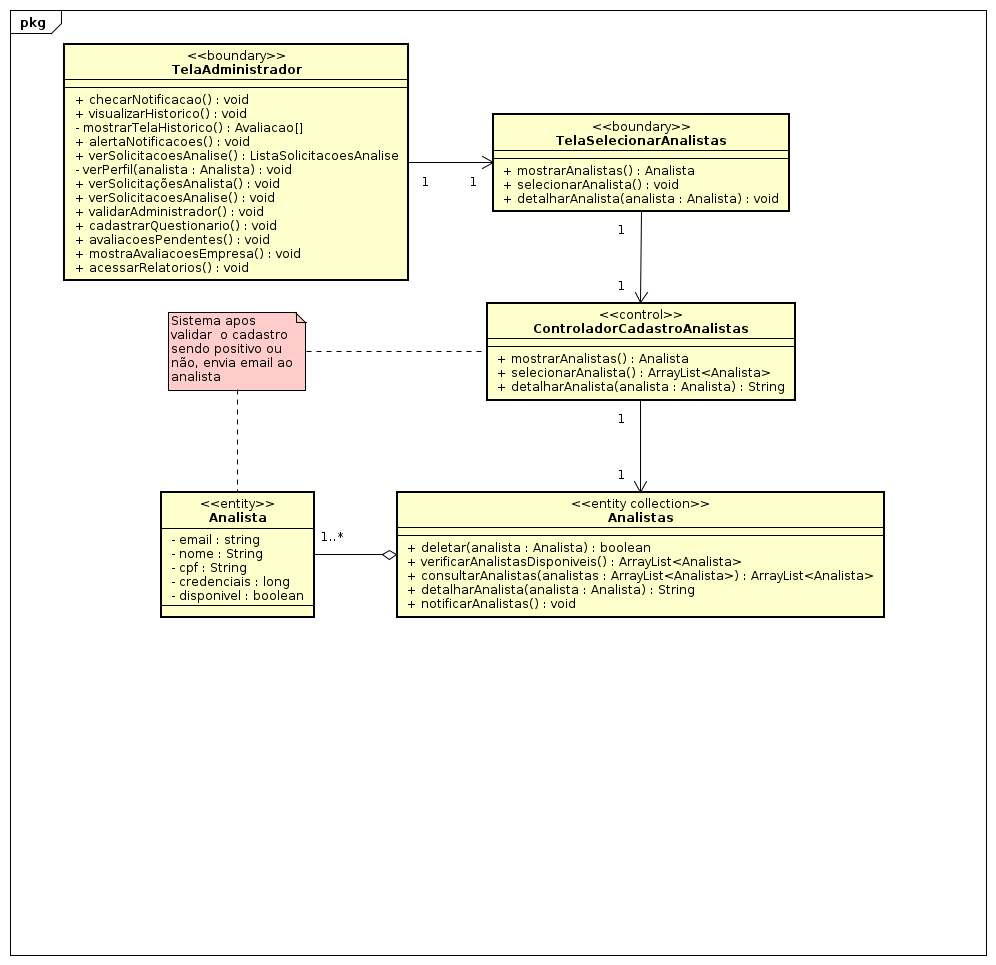 pkg
<<boundary>>
TelaAdministrador
+ checarNotificacao() : void
+ visualizarHistorico() : void
- mostrarTelaHistorico() : Avaliacao[]
+ alertaNotificacoes() : void
+ verSolicitacoesAnalise() : ListaSolicitacoesAnalise
- verPerfil(analista : Analista) : void
+ verSolicitaçõesAnalista() : void
+ verSolicitacoesAnalise() : void
+ validarAdministrador() : void
+ cadastrarQuestionario() : void
+ avaliacoesPendentes() : void
+ mostraAvaliacoesEmpresa() : void
+ acessarRelatorios() : void
1 1
<<boundary>>
TelaSelecionarAnalistas
+ mostrarAnalistas() : Analista
+ selecionarAnalista() : void
+ detalharAnalista(analista : Analista) : void
1
1
<<control>>
ControladorCadastroAnalistas
+ mostrarAnalistas() : Analista
+ selecionarAnalista() : ArrayList<Analista>
+ detalharAnalista(analista : Analista) : String
Sistema apos
validar  o cadastro
sendo positivo ou
não, envia email ao
analista
1
1
<<entity>>
Analista
- email : string
- nome : String
- cpf : String
- credenciais : long
- disponivel : boolean
1..*
<<entity collection>>
Analistas
+ deletar(analista : Analista) : boolean
+ verificarAnalistasDisponiveis() : ArrayList<Analista>
+ consultarAnalistas(analistas : ArrayList<Analista>) : ArrayList<Analista>
+ detalharAnalista(analista : Analista) : String
+ notificarAnalistas() : void